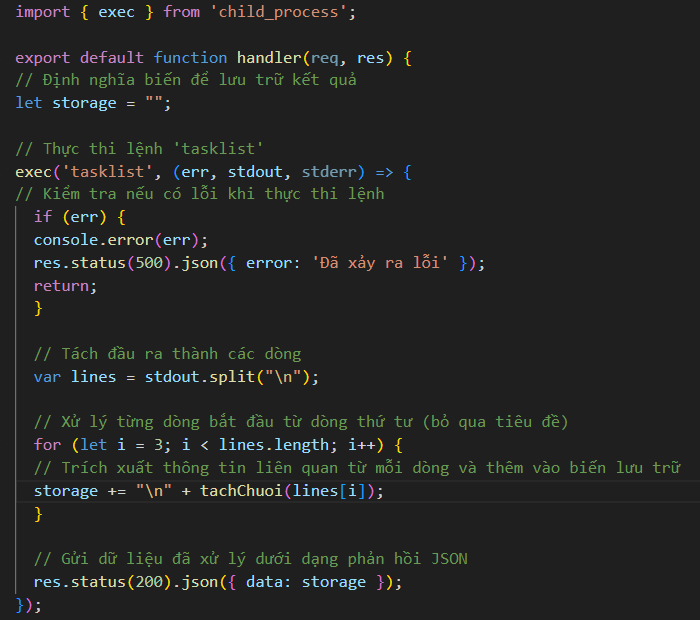 import { exec } from 'child_process';
export default function handler(req, res) {
// Định nghĩa biến để lưu trữ kết quả
let storage = "";
// Thực thi lệnh 'tasklist'
exec('tasklist', (err, stdout, stderr) => {
// Kiểm tra nếu có lỗi khi thực thi lệnh
if (err) {
console.error(err);
res.status(500).json({ error: 'Đã xảy ra lỗi' });
return;
}
// Tách đầu ra thành các dòng
var lines = stdout.split("\n");
// Xử lý từng dòng bắt đầu từ dòng thứ tư (bỏ qua tiêu đề)
for (let i = 3; i < lines.length; i++) {
// Trích xuất thông tin liên quan từ mỗi dòng và thêm vào biến lưu trữ
storage += "\n" + tachChuoi(lines[i]);
}
// Gửi dữ liệu đã xử lý dưới dạng phản hồi JSON
res.status(200).json({ data: storage });
});